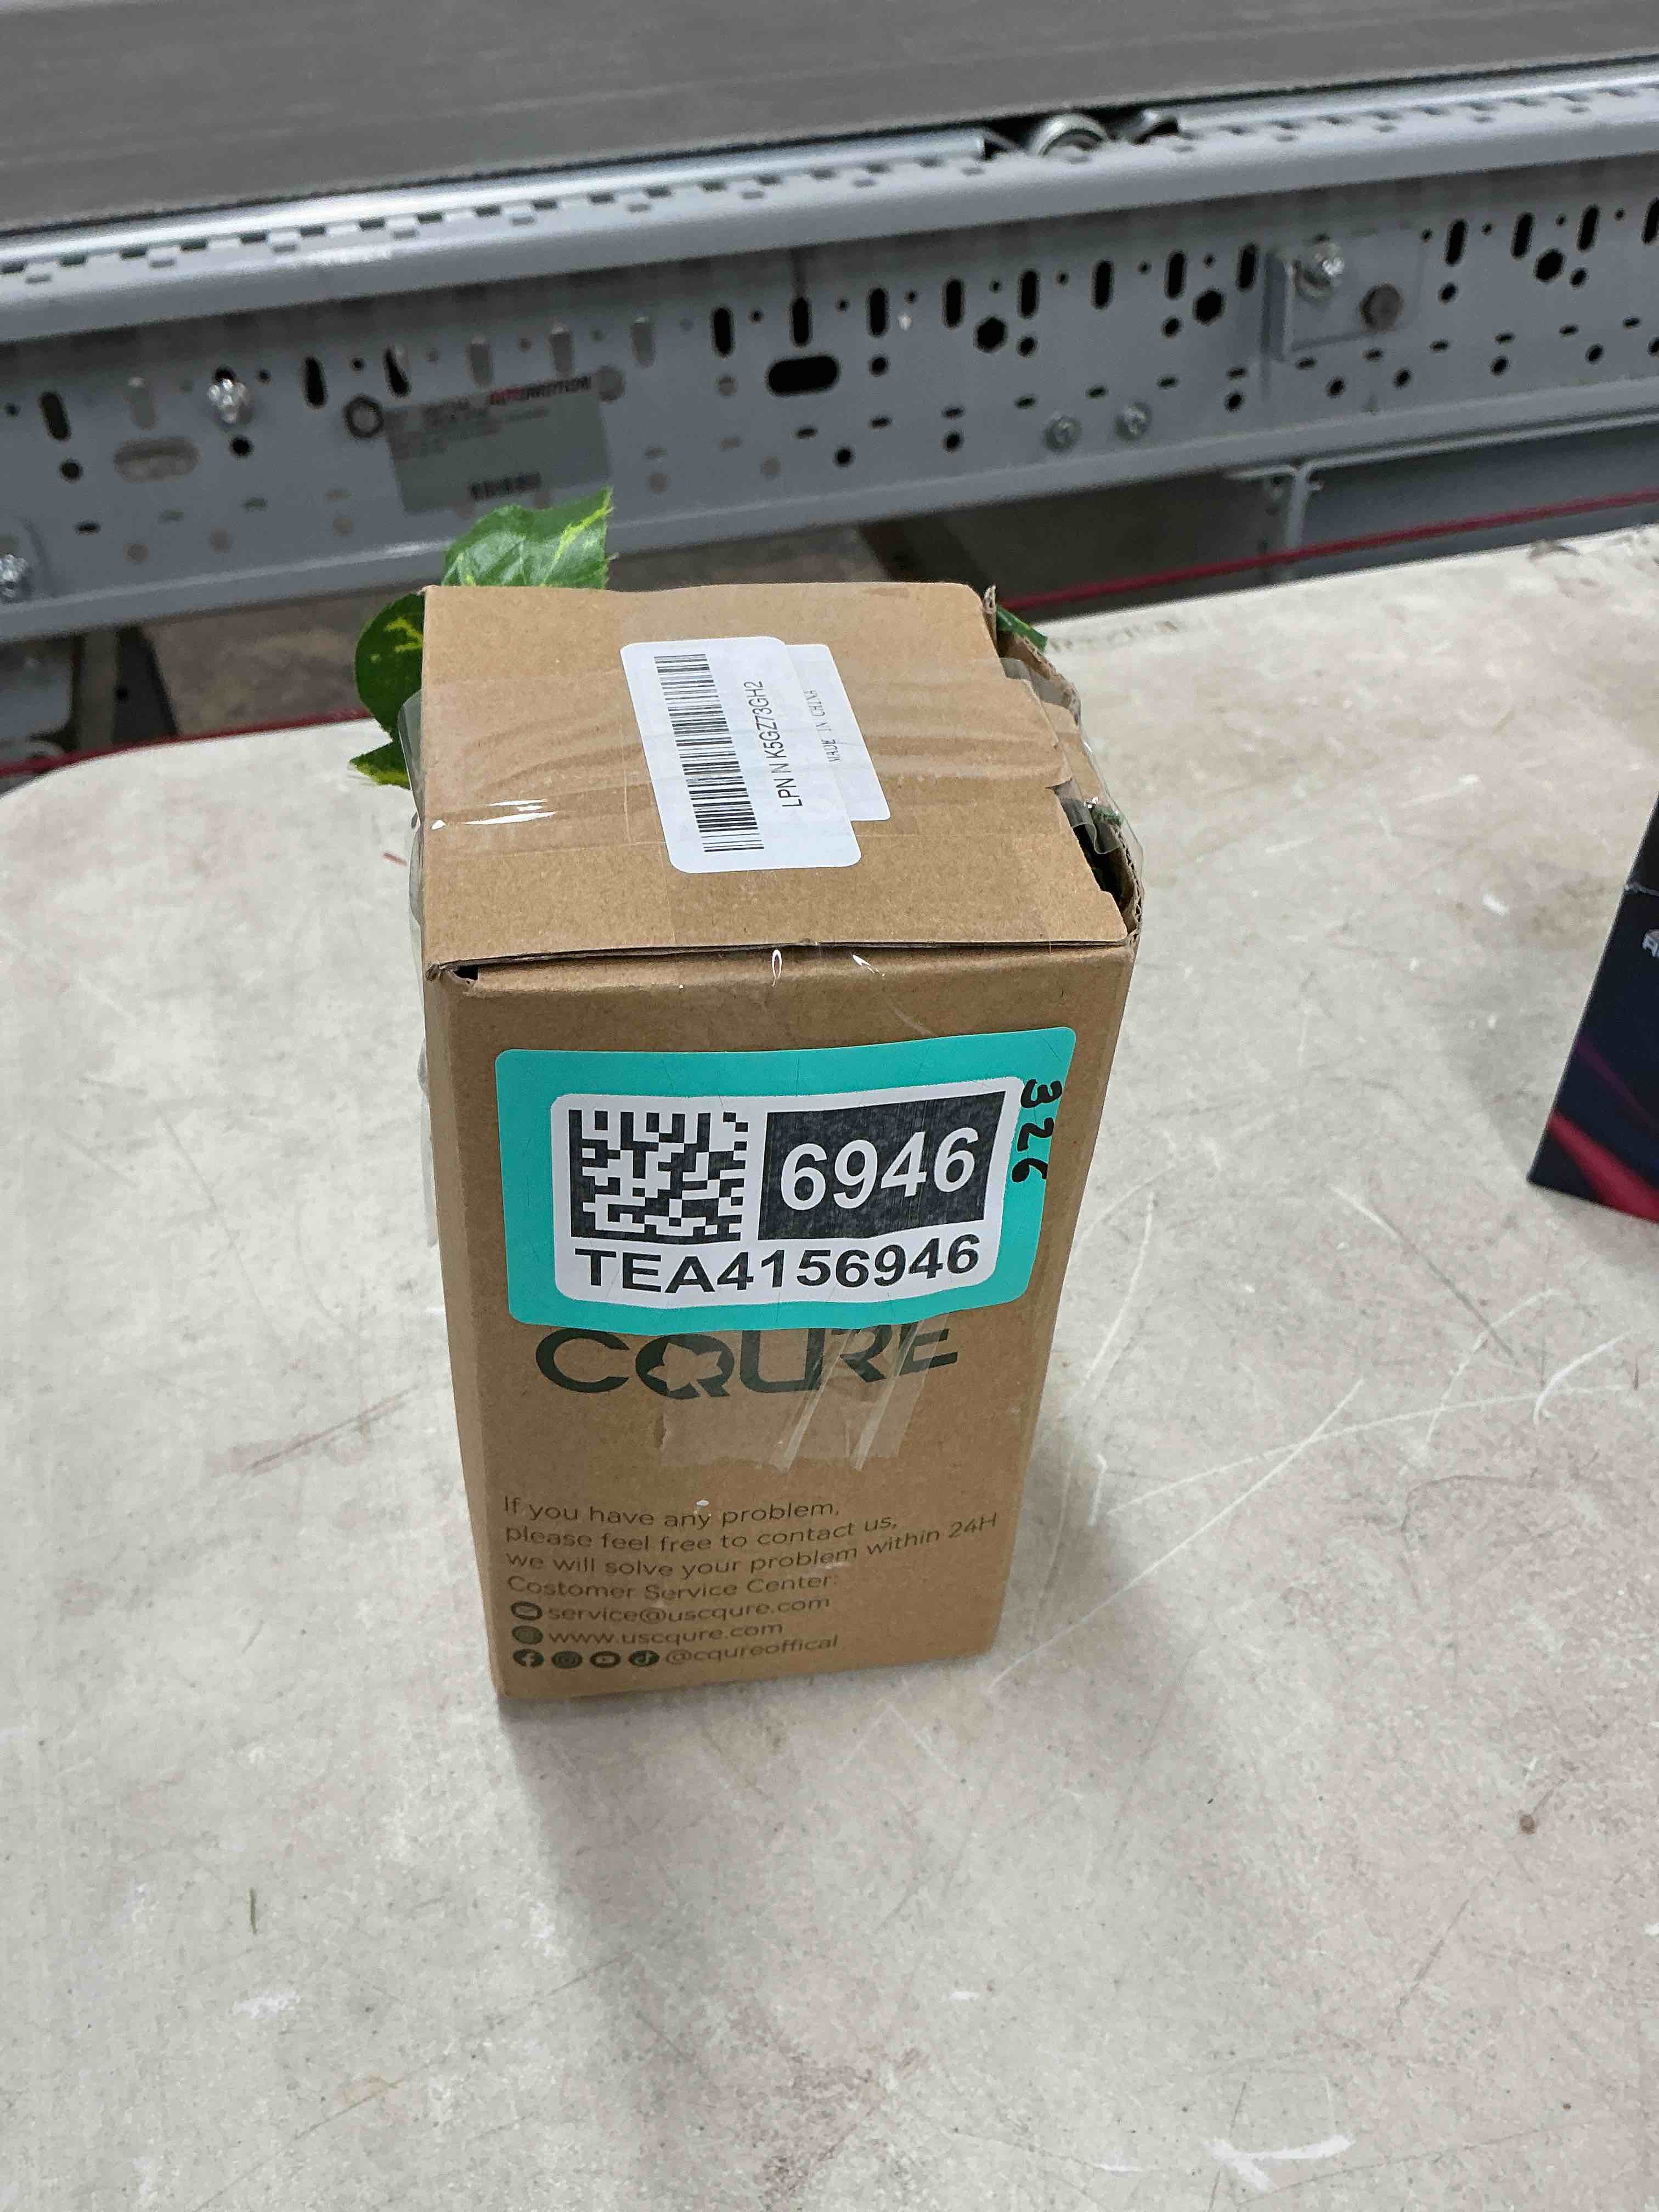 AUTOMOTION
LPN N K5GZ73GH2
MADE IN CHINA
326
6946
TEA4156946
CQURE
If you have any problem,
please feel free to contact us,
we will solve your problem within 24H
Costomer Service Center:
service@uscqure.com
www.uscqure.com
@cqureoffical